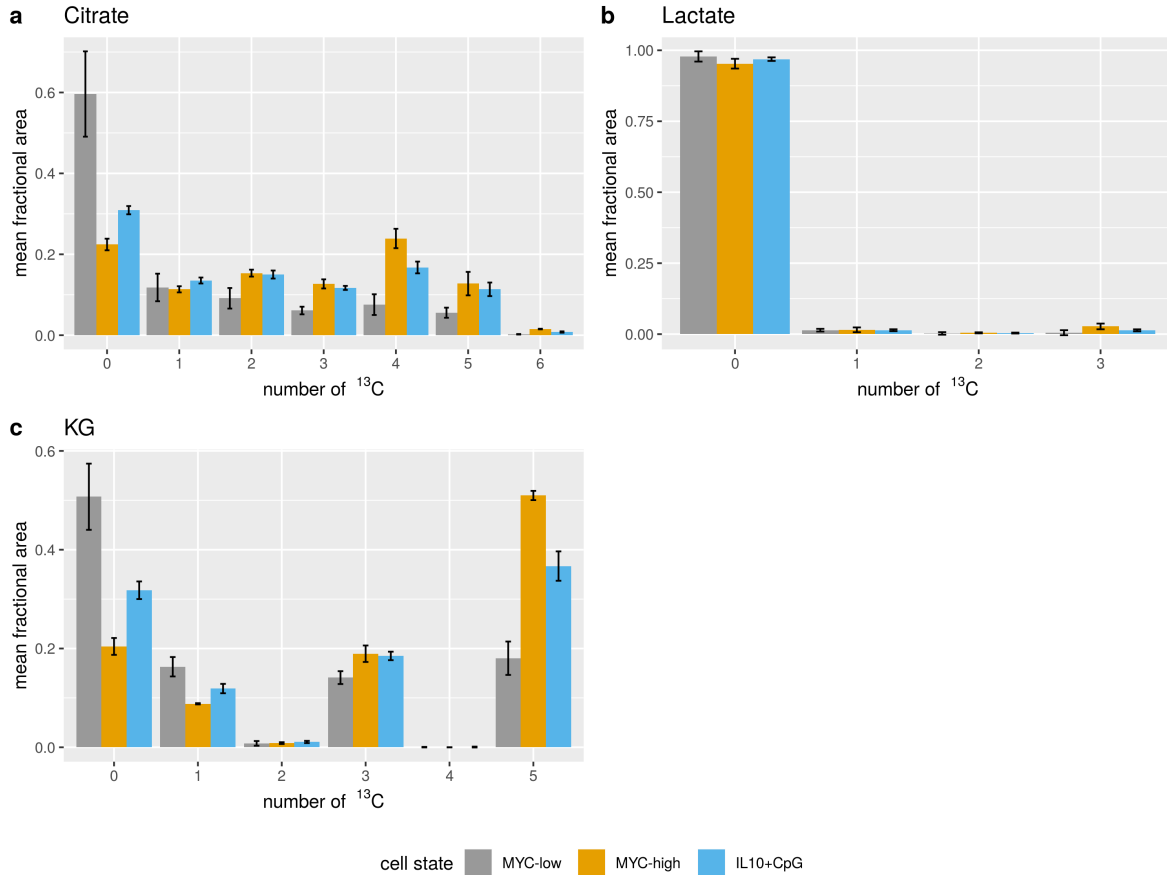 a Citrate
mean fractional area
0.6
0.4
0.2
0.0
0 1 2 3 4 5 6
number of ¹³C
b Lactate
mean fractional area
1.00
0.75
0.50
0.25
0.00
0 1 2 3
number of ¹³C
c KG
mean fractional area
0.6
0.4
0.2
0.0
0 1 2 3 4 5
number of ¹³C
cell state MYC-low MYC-high IL10+CpG